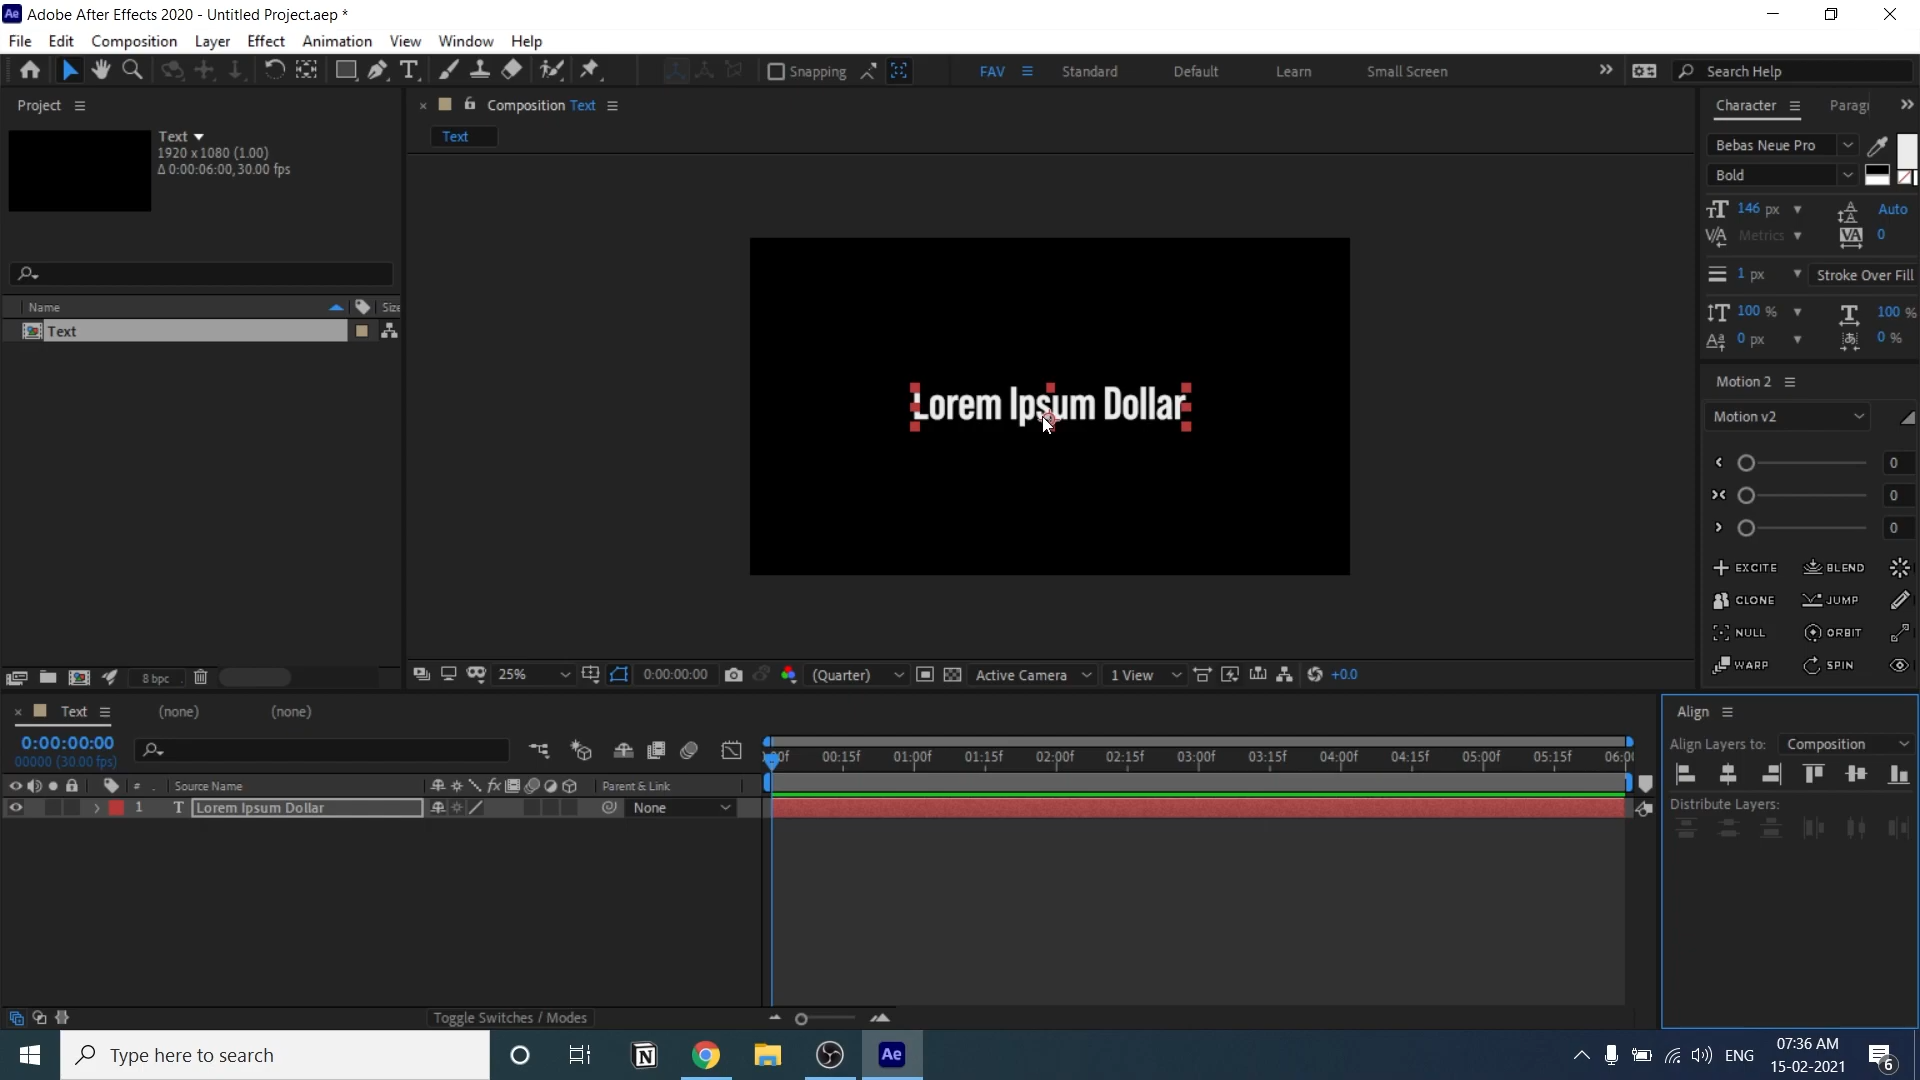 Ae Adobe After Effects 2020 - Untitled Project.aep *
File Edit Composition Layer Effect Animation View Window Help
T Snapping FAV Standard Default Learn Small Screen Search Help
Project
Composition Text
Text
Text
1920 x 1080 (1.00)
Δ 0:00:06:00, 30.00 fps
Name Size
Text
8 bpc
Lorem Ipsum Dollar
25% 0:00:00:00 (Quarter) Active Camera 1 View +0.0
Character
Bebas Neue Pro
Bold
146 px Auto
Metrics 0
1 px Stroke Over Fill
100 % 100 %
0 px 0 %
Motion 2
Motion v2
0
0
0
EXCITE BLEND
CLONE JUMP
NULL ORBIT
WARP SPIN
Text (none) (none)
0:00:00:00
00000 (30.00 fps)
00:15f 01:00f 01:15f 02:00f 02:15f 03:00f 03:15f 04:00f 04:15f 05:00f 05:15f
# Source Name Parent & Link
1 T Lorem Ipsum Dollar None
Toggle Switches / Modes
Align
Align Layers to: Composition
Distribute Layers:
Type here to search Ae ENG 07:36 AM
15-02-2021
6